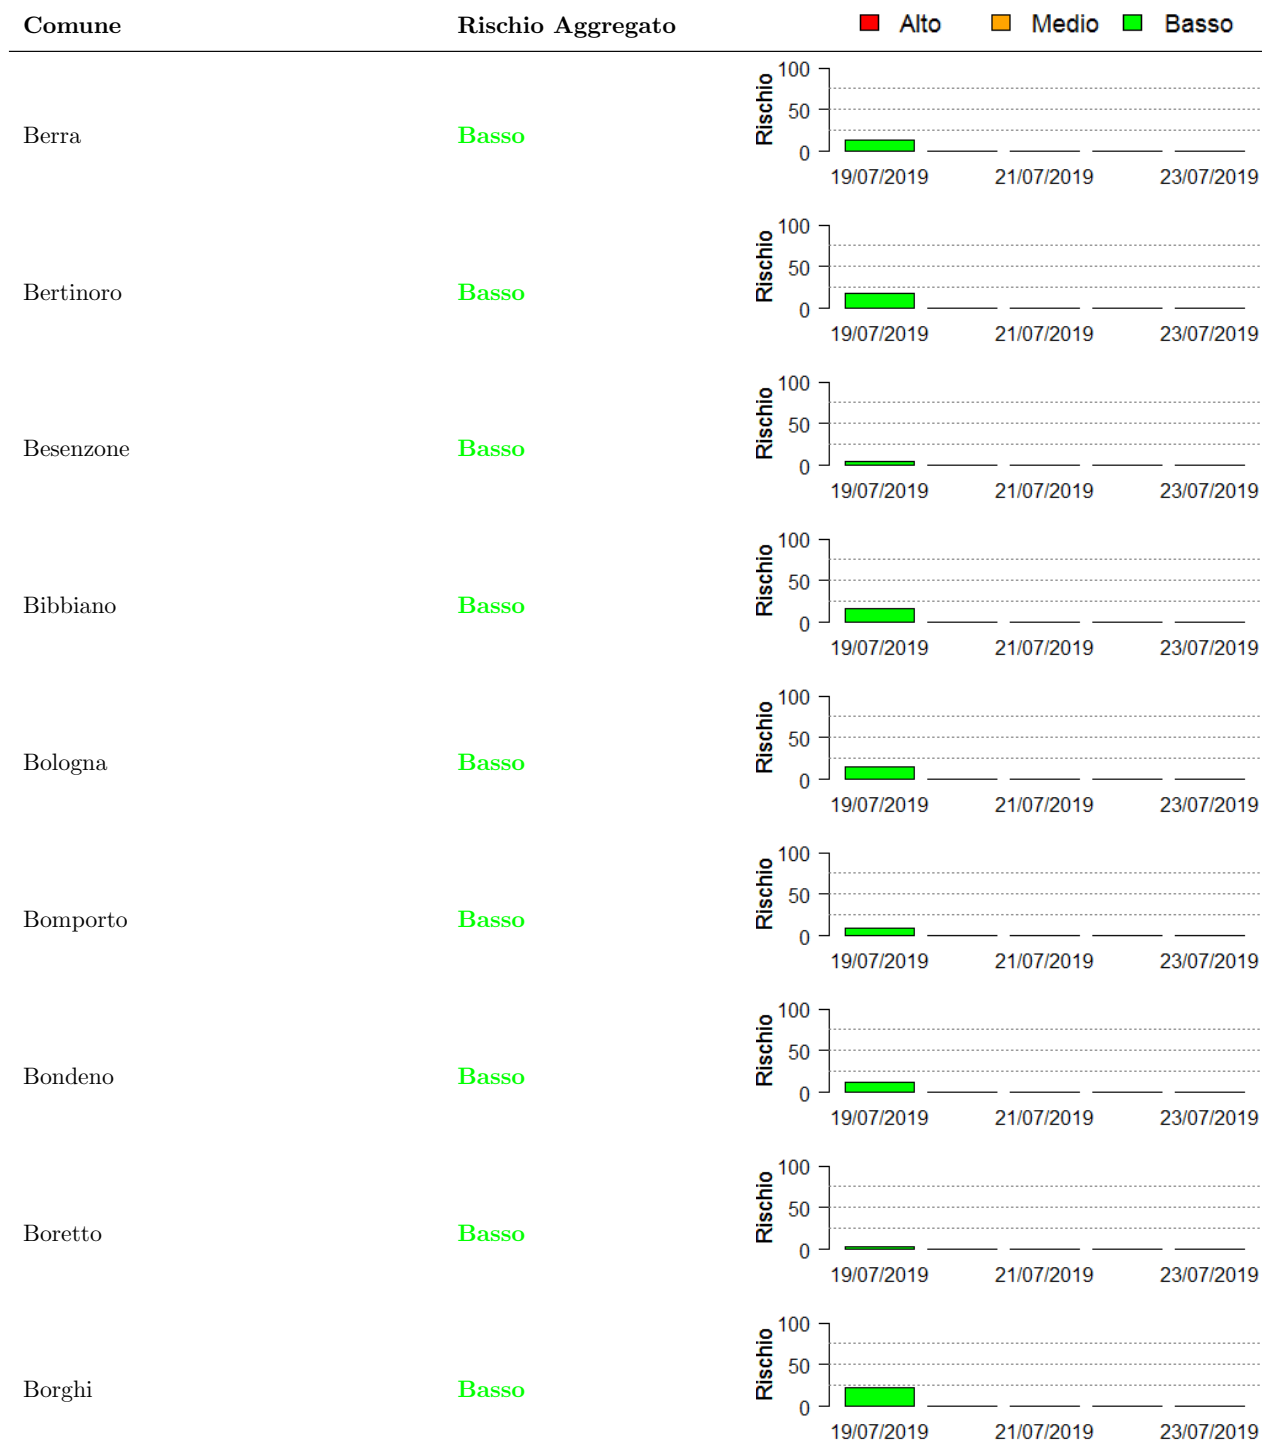 Comune Rischio Aggregato Alto Medio Basso
Berra Basso Rischio 100 50 0
19/07/2019 21/07/2019 23/07/2019
Bertinoro Basso Rischio 100 50 0
19/07/2019 21/07/2019 23/07/2019
Besenzone Basso Rischio 100 50 0
19/07/2019 21/07/2019 23/07/2019
Bibbiano Basso Rischio 100 50 0
19/07/2019 21/07/2019 23/07/2019
Bologna Basso Rischio 100 50 0
19/07/2019 21/07/2019 23/07/2019
Bomporto Basso Rischio 100 50 0
19/07/2019 21/07/2019 23/07/2019
Bondeno Basso Rischio 100 50 0
19/07/2019 21/07/2019 23/07/2019
Boretto Basso Rischio 100 50 0
19/07/2019 21/07/2019 23/07/2019
Borghi Basso Rischio 100 50 0
19/07/2019 21/07/2019 23/07/2019